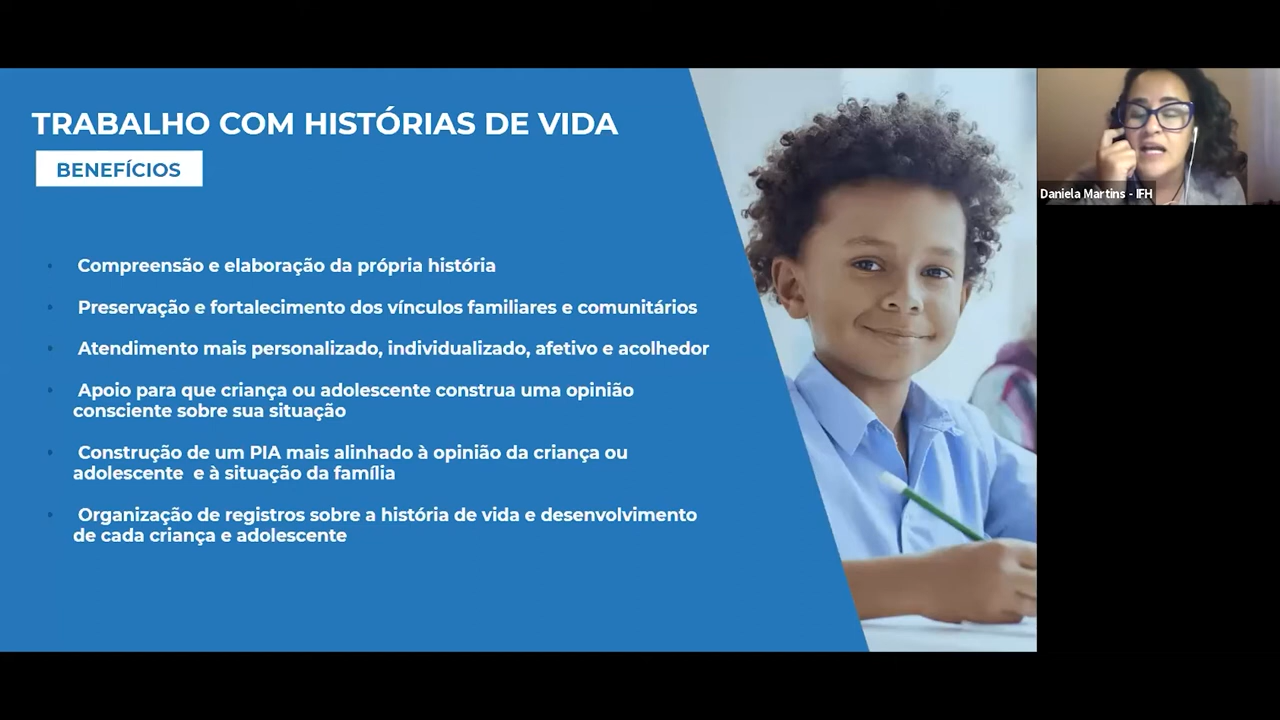 TRABALHO COM HISTÓRIAS DE VIDA
BENEFÍCIOS
• Compreensão e elaboração da própria história
• Preservação e fortalecimento dos vínculos familiares e comunitários
• Atendimento mais personalizado, individualizado, afetivo e acolhedor
• Apoio para que criança ou adolescente construa uma opinião
consciente sobre sua situação
• Construção de um PIA mais alinhado à opinião da criança ou
adolescente e à situação da família
• Organização de registros sobre a história de vida e desenvolvimento
de cada criança e adolescente
Daniela Martins - IFH